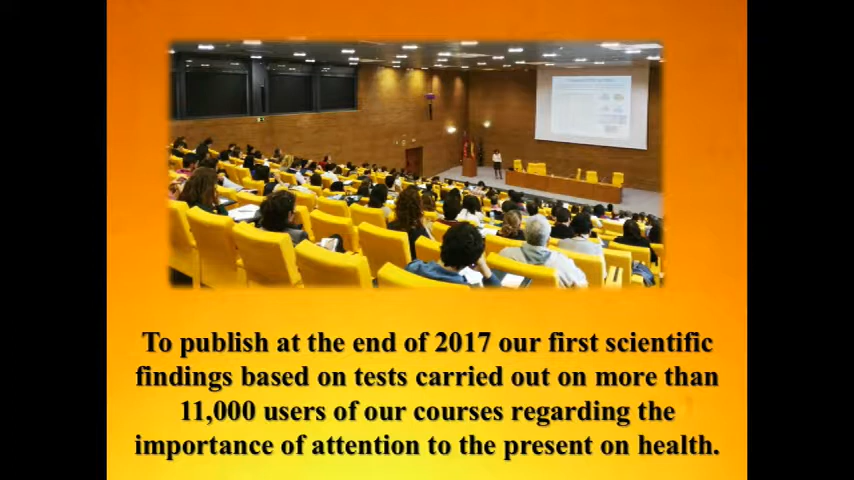 To publish at the end of 2017 our first scientific
findings based on tests carried out on more than
11,000 users of our courses regarding the
importance of attention to the present on health.